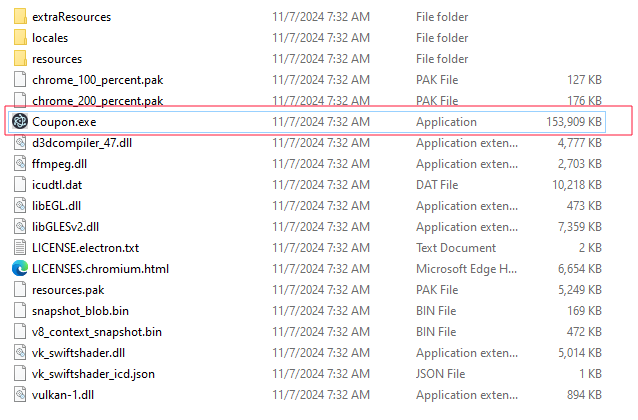 extraResources 11/7/2024 7:32 AM File folder
locales 11/7/2024 7:32 AM File folder
resources 11/7/2024 7:32 AM File folder
chrome_100_percent.pak 11/7/2024 7:32 AM PAK File 127 KB
chrome_200_percent.pak 11/7/2024 7:32 AM PAK File 176 KB
Coupon.exe 11/7/2024 7:32 AM Application 153,909 KB
d3dcompiler_47.dll 11/7/2024 7:32 AM Application exten... 4,777 KB
ffmpeg.dll 11/7/2024 7:32 AM Application exten... 2,703 KB
icudtl.dat 11/7/2024 7:32 AM DAT File 10,218 KB
libEGL.dll 11/7/2024 7:32 AM Application exten... 473 KB
libGLESv2.dll 11/7/2024 7:32 AM Application exten... 7,359 KB
LICENSE.electron.txt 11/7/2024 7:32 AM Text Document 2 KB
LICENSES.chromium.html 11/7/2024 7:32 AM Microsoft Edge H... 6,654 KB
resources.pak 11/7/2024 7:32 AM PAK File 5,249 KB
snapshot_blob.bin 11/7/2024 7:32 AM BIN File 169 KB
v8_context_snapshot.bin 11/7/2024 7:32 AM BIN File 472 KB
vk_swiftshader.dll 11/7/2024 7:32 AM Application exten... 5,014 KB
vk_swiftshader_icd.json 11/7/2024 7:32 AM JSON File 1 KB
vulkan-1.dll 11/7/2024 7:32 AM Application exten... 894 KB